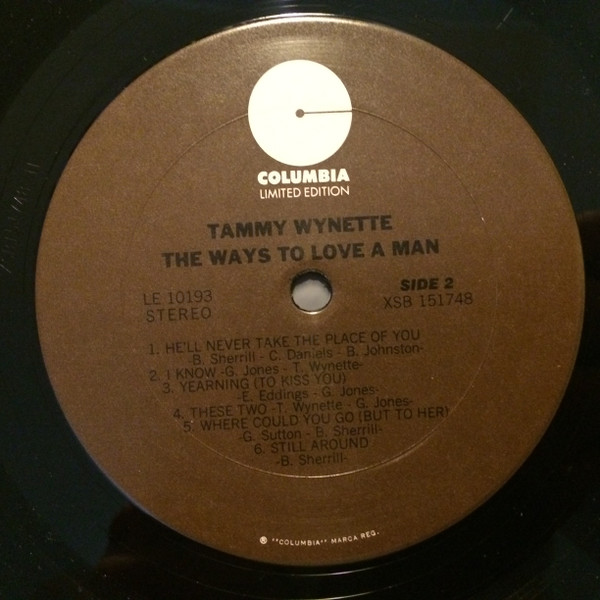 COLUMBIA
LIMITED EDITION
TAMMY WYNETTE
THE WAYS TO LOVE A MAN
LE 10193
STEREO
SIDE 2
XSB 151748
1. HE'LL NEVER TAKE THE PLACE OF YOU
-B. Sherrill - C. Daniels - B. Johnston-
2. I KNOW -G. Jones - T. Wynette-
3. YEARNING (TO KISS YOU)
-E. Eddings - G. Jones-
4. THESE TWO -T. Wynette - G. Jones-
5. WHERE COULD YOU GO (BUT TO HER)
-G. Sutton - B. Sherrill-
6. STILL AROUND
-B. Sherrill-
® "COLUMBIA" MARCA REG.